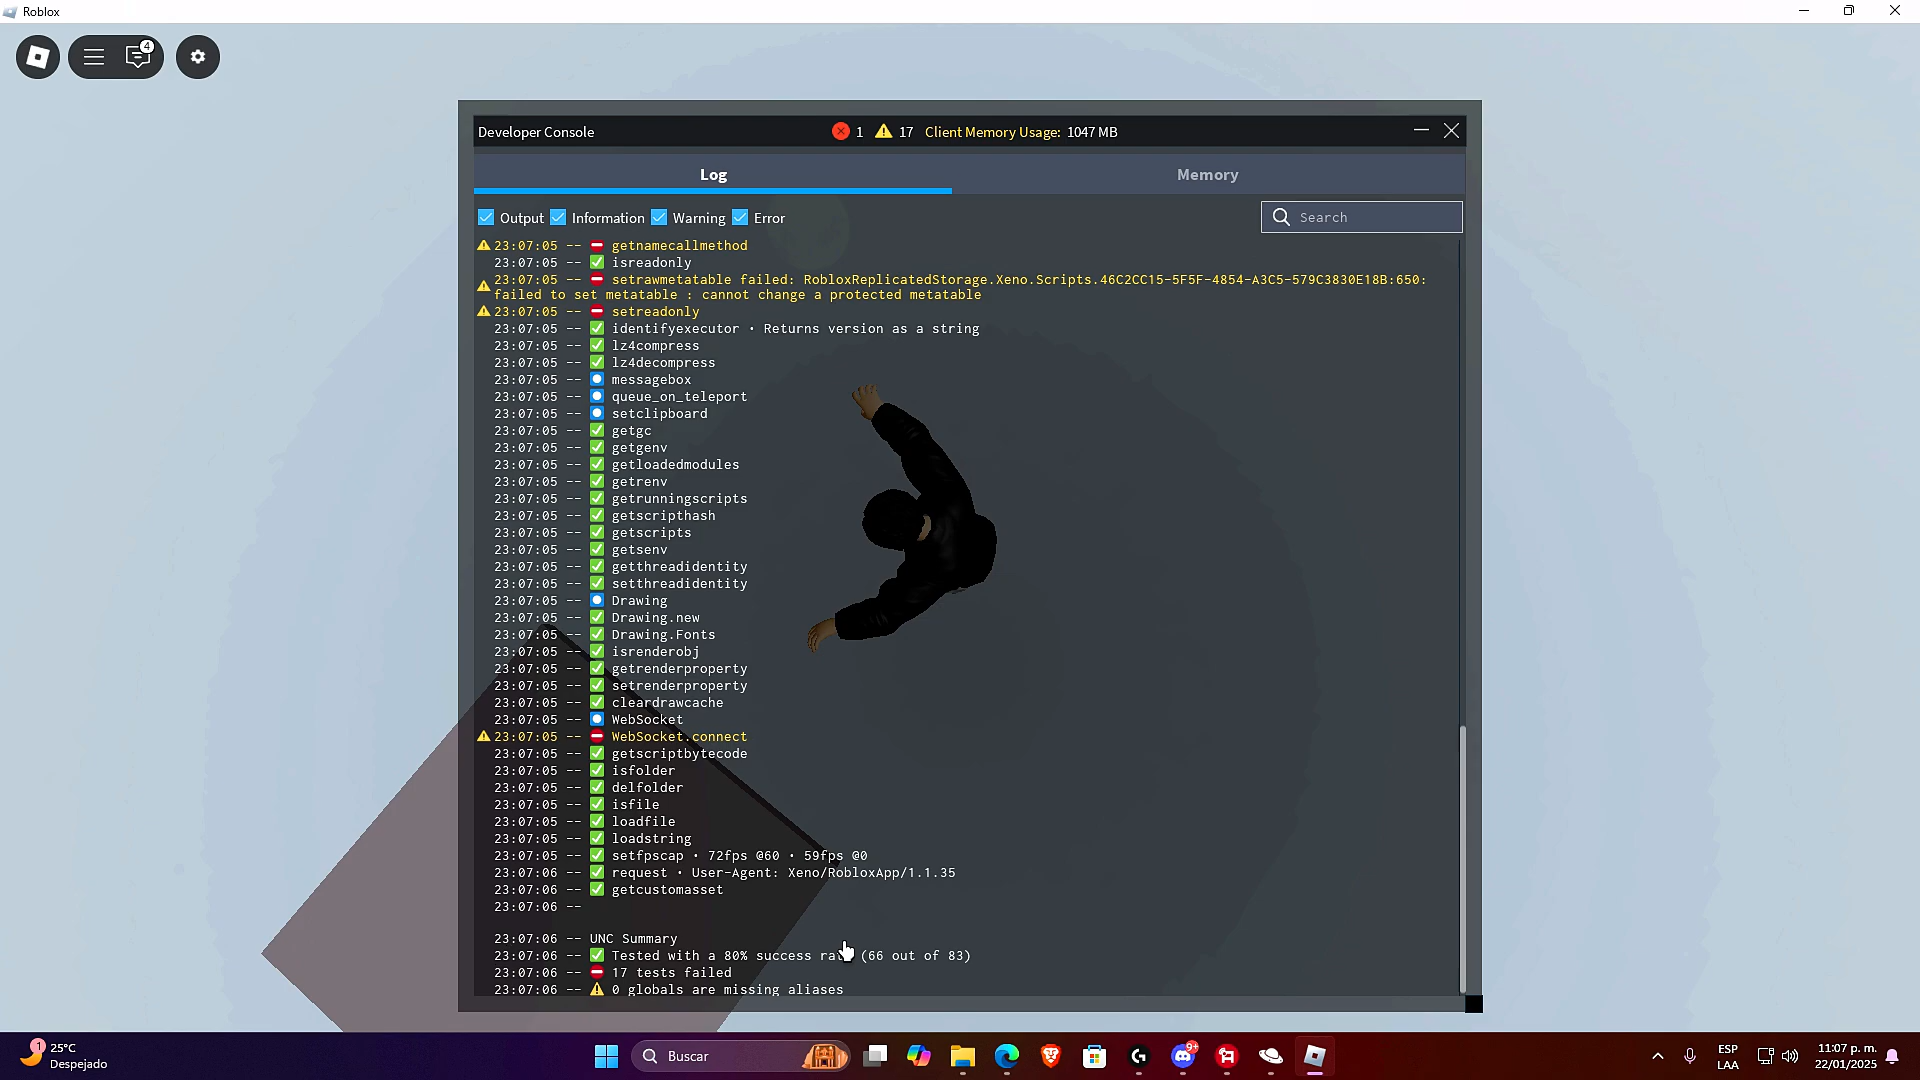 Roblox
4
Developer Console
1
17
Client Memory Usage: 1047 MB
Log
Memory
Output
Information
Warning
Error
Search
23:07:05 -- getnamecallmethod
23:07:05 -- isreadonly
23:07:05 -- setrawmetatable failed: RobloxReplicatedStorage.Xeno.Scripts.46C2CC15-5F5F-4854-A3C5-579C3830E18B:650:
failed to set metatable : cannot change a protected metatable
23:07:05 -- setreadonly
23:07:05 -- identifyexecutor • Returns version as a string
23:07:05 -- lz4compress
23:07:05 -- lz4decompress
23:07:05 -- messagebox
23:07:05 -- queue_on_teleport
23:07:05 -- setclipboard
23:07:05 -- getgc
23:07:05 -- getgenv
23:07:05 -- getloadedmodules
23:07:05 -- getrenv
23:07:05 -- getrunningscripts
23:07:05 -- getscripthash
23:07:05 -- getscripts
23:07:05 -- getsenv
23:07:05 -- getthreadidentity
23:07:05 -- setthreadidentity
23:07:05 -- Drawing
23:07:05 -- Drawing.new
23:07:05 -- Drawing.Fonts
23:07:05 -- isrenderobj
23:07:05 -- getrenderproperty
23:07:05 -- setrenderproperty
23:07:05 -- cleardrawcache
23:07:05 -- WebSocket
23:07:05 -- WebSocket.connect
23:07:05 -- getscriptbytecode
23:07:05 -- isfolder
23:07:05 -- delfolder
23:07:05 -- isfile
23:07:05 -- loadfile
23:07:05 -- loadstring
23:07:05 -- setfpscap • 72fps @60 • 59fps @0
23:07:06 -- request • User-Agent: Xeno/RobloxApp/1.1.35
23:07:06 -- getcustomasset
23:07:06 --
23:07:06 -- UNC Summary
23:07:06 -- Tested with a 80% success (66 out of 83)
23:07:06 -- 17 tests failed
23:07:06 -- 0 globals are missing aliases
1
25°C
Despejado
Buscar
9+
ESP
LAA
11:07 p. m.
22/01/2025